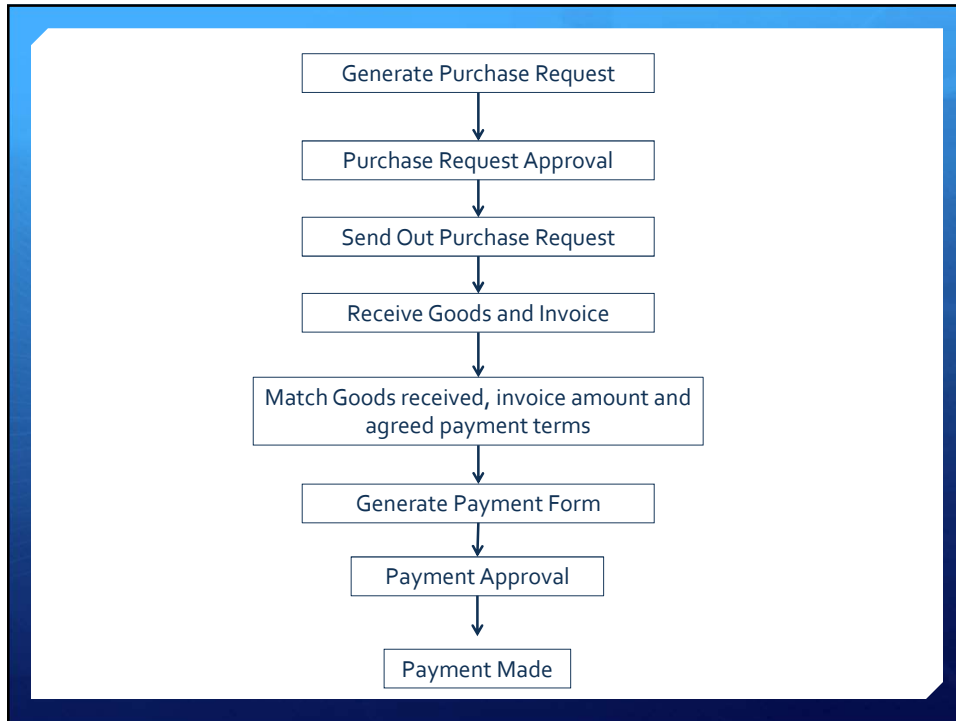 Generate Purchase Request
Purchase Request Approval
Send Out Purchase Request
Receive Goods and Invoice
Match Goods received, invoice amount and
agreed payment terms
Generate Payment Form
Payment Approval
Payment Made